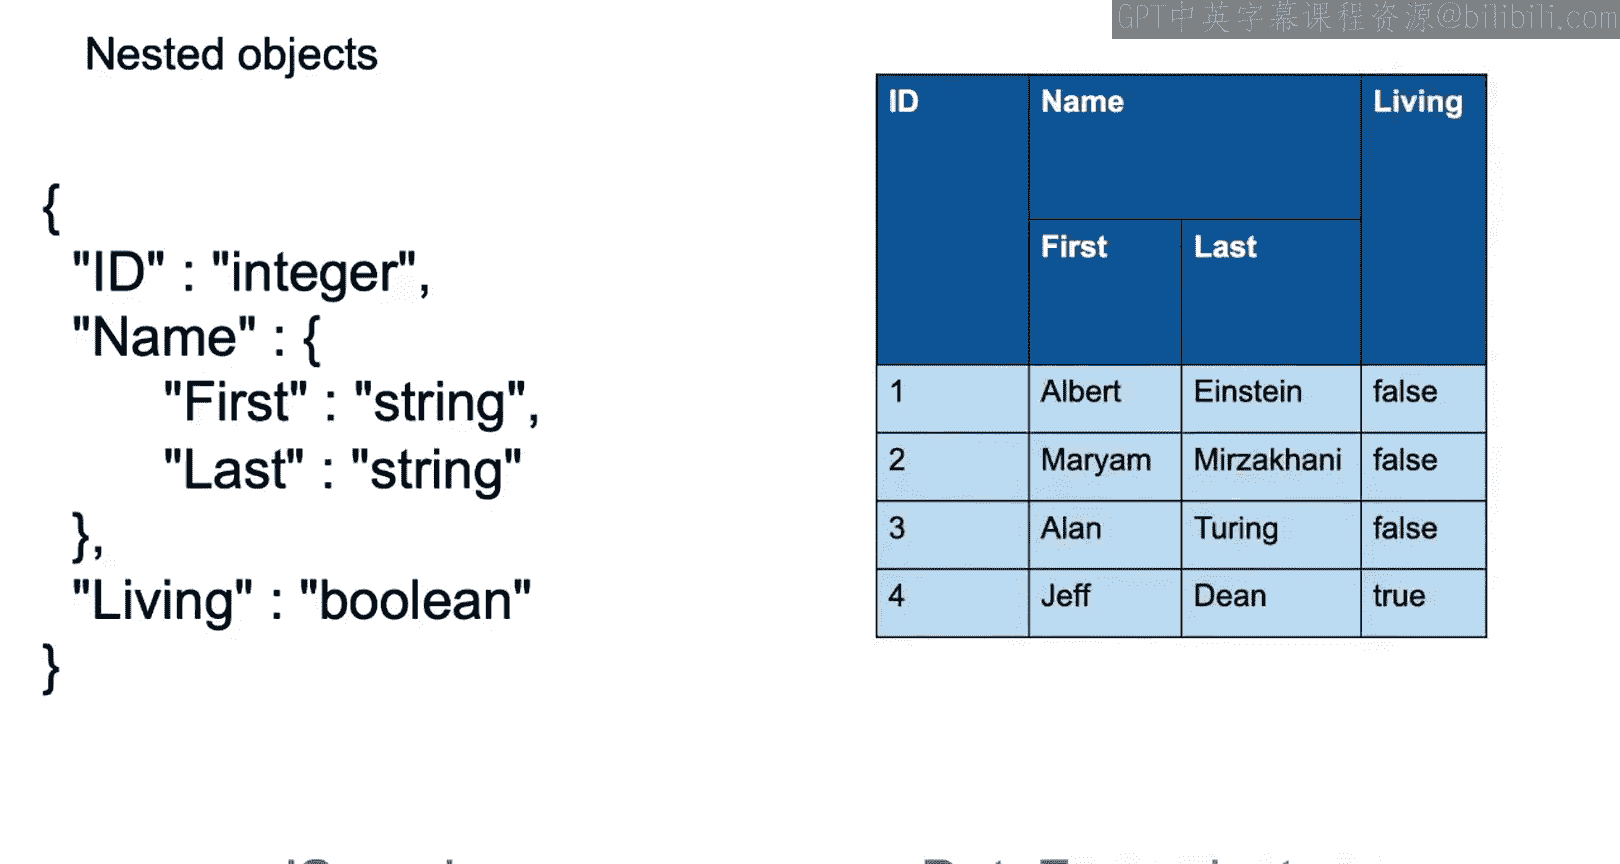 GPT中英字幕课程资源@bilibili.com
Nested objects
{
"ID" : "integer",
"Name" : {
"First" : "string",
"Last" : "string"
},
"Living" : "boolean"
}
ID Name Living
First Last
1 Albert Einstein false
2 Maryam Mirzakhani false
3 Alan Turing false
4 Jeff Dean true